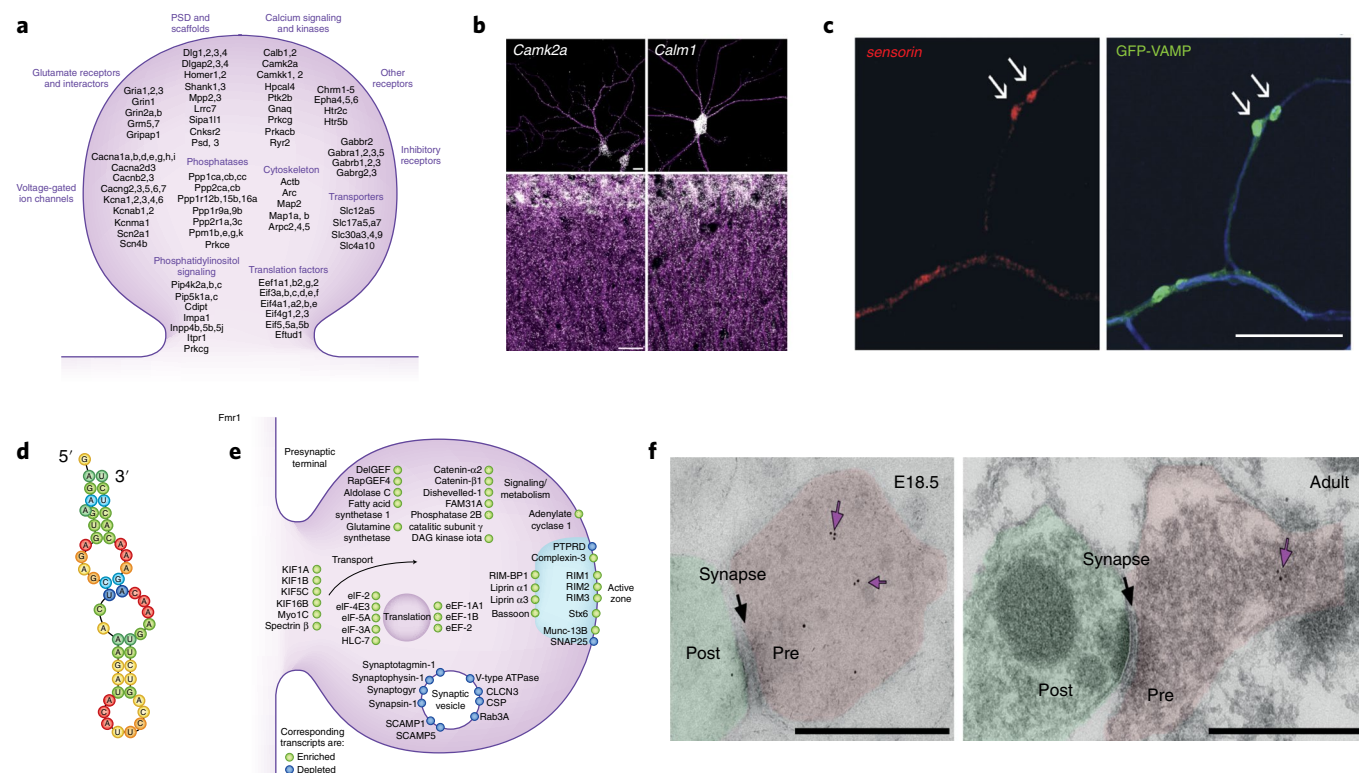 a
PSD and
scaffolds
Calcium signaling
and kinases
Glutamate receptors
and interactors
Other
receptors
Dlg1,2,3,4
Dlgap2,3,4
Homer1,2
Shank1,3
Mpp2,3
Lrrc7
Sipa1l1
Cnksr2
Psd, 3
Calb1,2
Camk2a
Camkk1, 2
Hpcal4
Ptk2b
Gnaq
Prkcg
Prkacb
Ryr2
Gria1,2,3
Grin1
Grin2a,b
Grm5,7
Gripap1
Chrm1-5
Epha4,5,6
Htr2c
Htr5b
Inhibitory
receptors
Gabbr2
Gabra1,2,3,5
Gabrb1,2,3
Gabrg2,3
Voltage-gated
ion channels
Cacna1a,b,d,e,g,h,i
Cacna2d3
Cacnb2,3
Cacng2,3,5,6,7
Kcna1,2,3,4,6
Kcnab1,2
Kcnma1
Scn2a1
Scn4b
Phosphatases
Ppp1ca,cb,cc
Ppp2ca,cb
Ppp1r12b,15b,16a
Ppp1r9a,9b
Ppp2r1a,3c
Ppm1b,e,g,k
Prkce
Cytoskeleton
Actb
Arc
Map2
Map1a, b
Arpc2,4,5
Transporters
Slc12a5
Slc17a5,a7
Slc30a3,4,9
Slc4a10
Phosphatidylinositol
signaling
Pip4k2a,b,c
Pip5k1a,c
Cdipt
Impa1
Inpp4b,5b,5j
Itpr1
Prkcg
Translation factors
Eef1a1,b2,g,2
Eif3a,b,c,d,e,f
Eif4a1,a2,b,e
Eif4g1,2,3
Eif5,5a,5b
Eftud1
b
Camk2a
Calm1
c
sensorin
GFP-VAMP
d
5′
3′
Fmr1
e
Presynaptic
terminal
DelGEF
RapGEF4
Aldolase C
Fatty acid
synthetase 1
Glutamine
synthetase
Catenin-α2
Catenin-β1
Dishevelled-1
FAM31A
Phosphatase 2B
catalitic subunit γ
DAG kinase iota
Signaling/
metabolism
Adenylate
cyclase 1
PTPRD
Complexin-3
RIM-BP1
Liprin α1
Liprin α3
Bassoon
RIM1
RIM2
RIM3
Stx6
Munc-13B
SNAP25
Active
zone
Transport
KIF1A
KIF1B
KIF5C
KIF16B
Myo1C
Spectrin β
eIF-2
eIF-4E3
eIF-5A
eIF-3A
HLC-7
Translation
eEF-1A1
eEF-1B
eEF-2
Synaptotagmin-1
Synaptophysin-1
Synaptogyr
Synapsin-1
SCAMP1
SCAMP5
Synaptic
vesicle
V-type ATPase
CLCN3
CSP
Rab3A
Corresponding
transcripts are:
Enriched
Depleted
f
E18.5
Synapse
Post
Pre
Adult
Synapse
Post
Pre